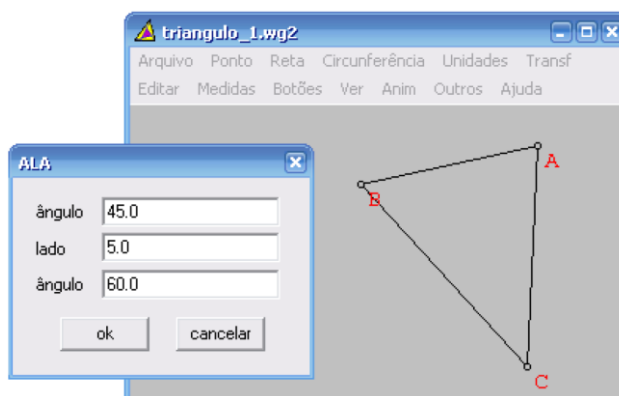 triangulo_1.wg2
Arquivo Ponto Reta Circunferência Unidades Transf
Editar Medidas Botões Ver Anim Outros Ajuda
ALA
ângulo 45.0
lado 5.0
ângulo 60.0
ok cancelar
A
B
C